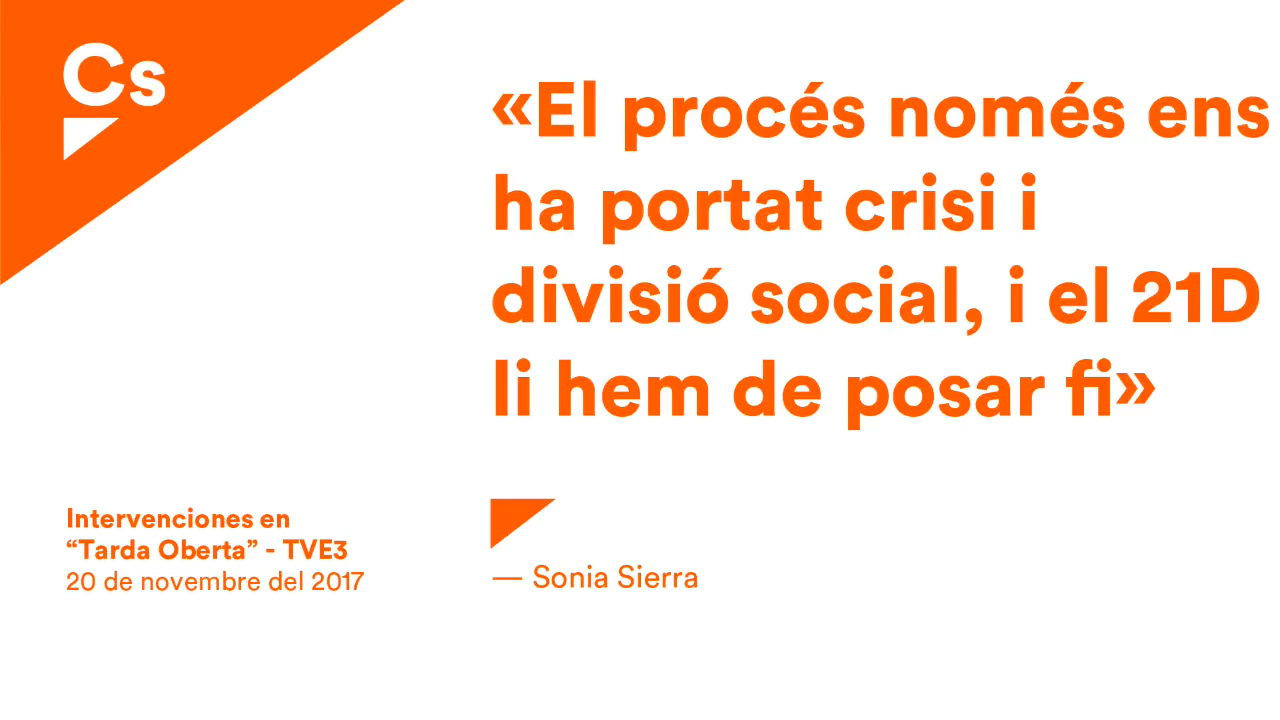 Cs
«El procés només ens
ha portat crisi i
divisió social, i el 21D
li hem de posar fi»
Intervenciones en
“Tarda Oberta” - TVE3
20 de novembre del 2017
— Sonia Sierra